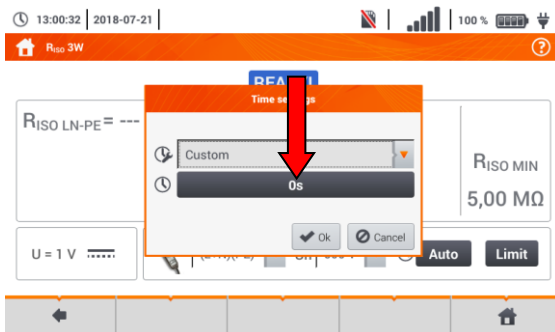 13:00:32 2018-07-21
100 %
RISO 3W
Time settings
RISO LN-PE= ---
Custom
0s
RISO MIN
5,00 MΩ
Ok Cancel
U = 1 V
Auto Limit